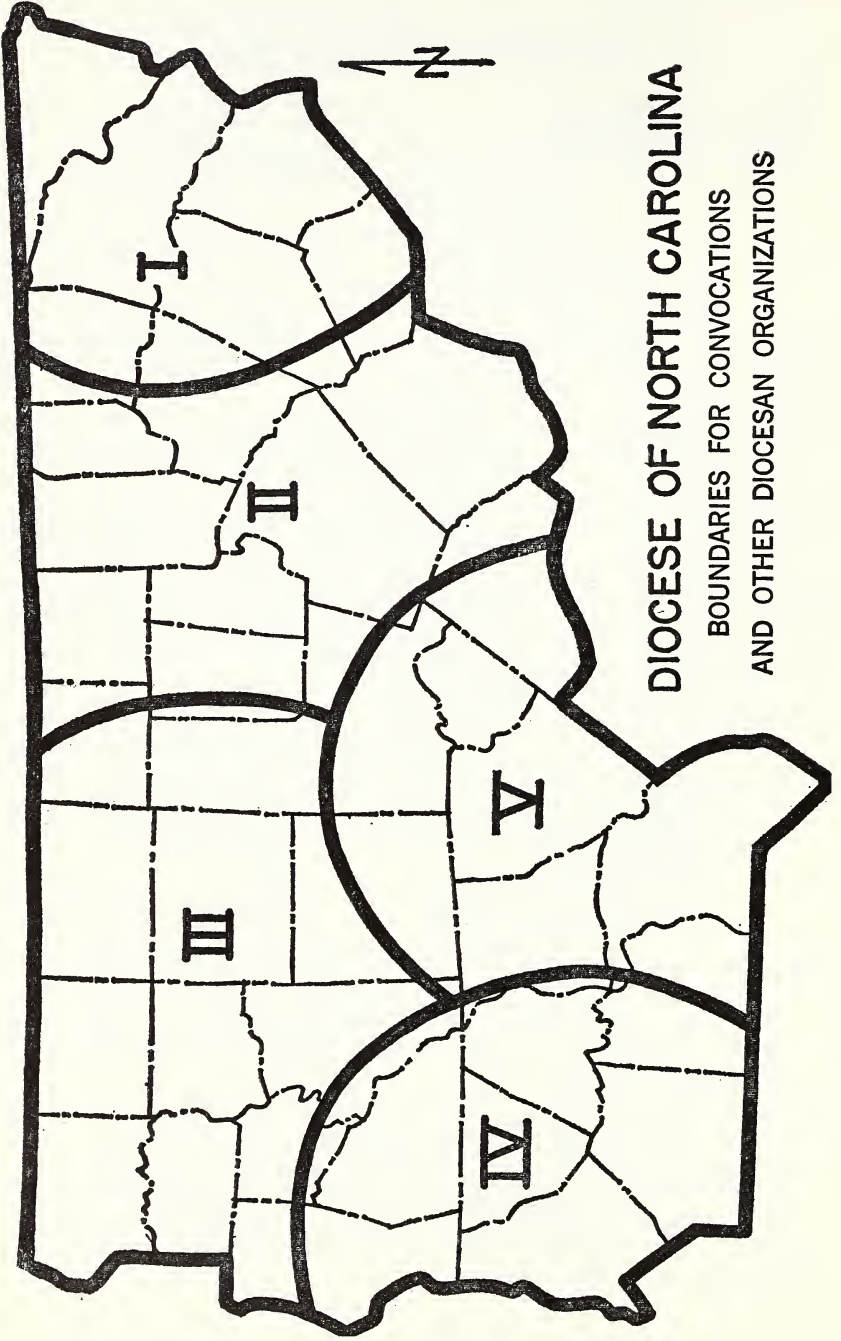 N
I
II
III
IV
V
DIOCESE OF NORTH CAROLINA
BOUNDARIES FOR CONVOCATIONS
AND OTHER DIOCESAN ORGANIZATIONS